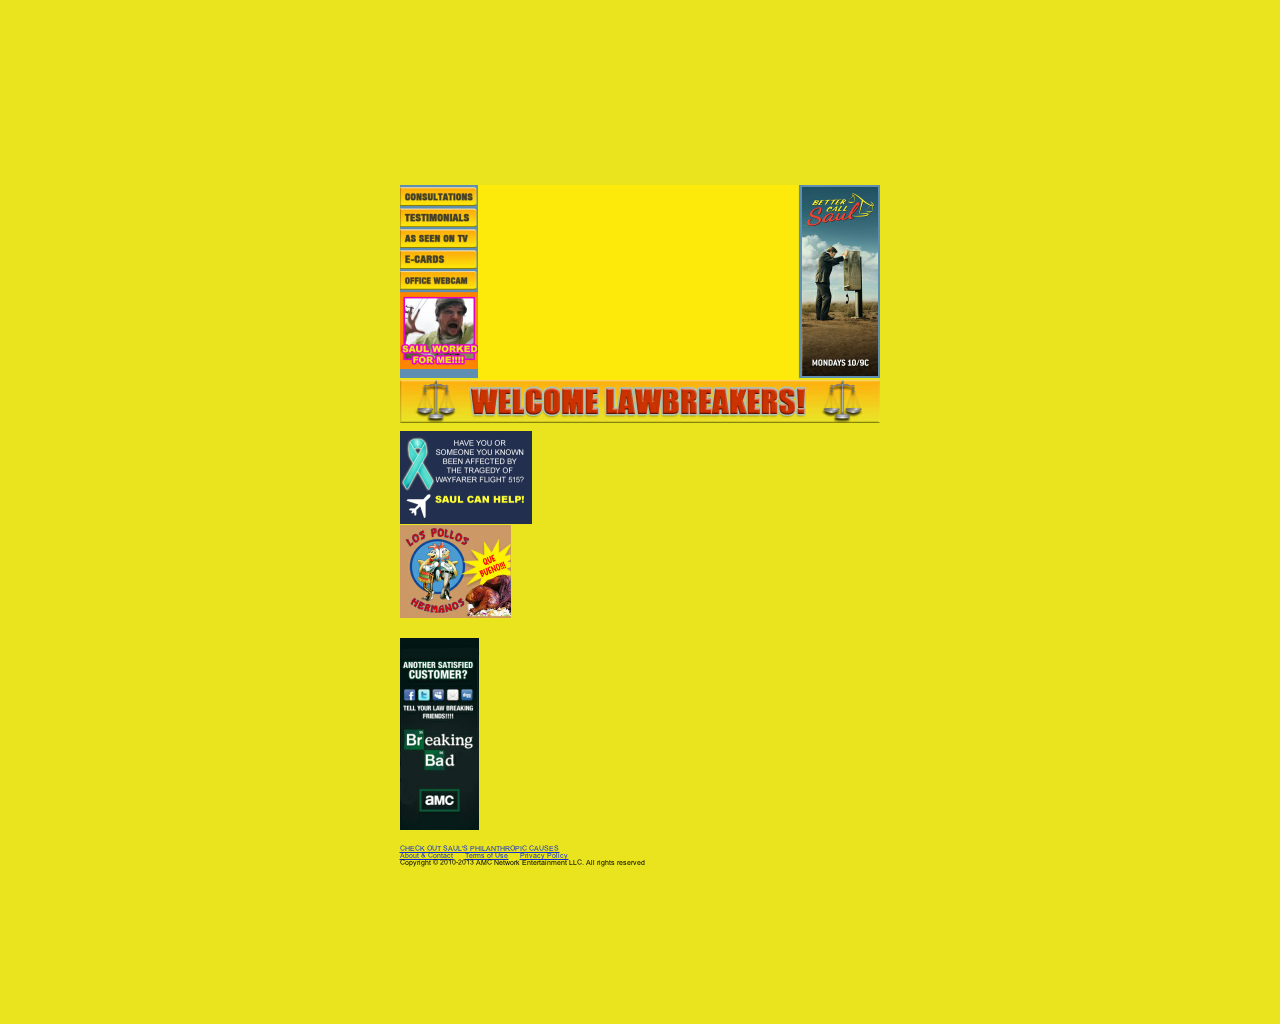 CONSULTATIONS
TESTIMONIALS
AS SEEN ON TV
E-CARDS
OFFICE WEBCAM
SAUL WORKED
FOR ME!!!!
BETTER
CALL
Saul
MONDAYS 10/9C
WELCOME LAWBREAKERS!
HAVE YOU OR
SOMEONE YOU KNOWN
BEEN AFFECTED BY
THE TRAGEDY OF
WAYFARER FLIGHT 515?
SAUL CAN HELP!
LOS POLLOS
HERMANOS
QUE
BUENO!!!
ANOTHER SATISFIED
CUSTOMER?
TELL YOUR LAW BREAKING
FRIENDS!!!!
Breaking
Bad
aMC
CHECK OUT SAUL'S PHILANTHROPIC CAUSES
About & Contact Terms of Use Privacy Policy
Copyright © 2010-2013 AMC Network Entertainment LLC. All rights reserved